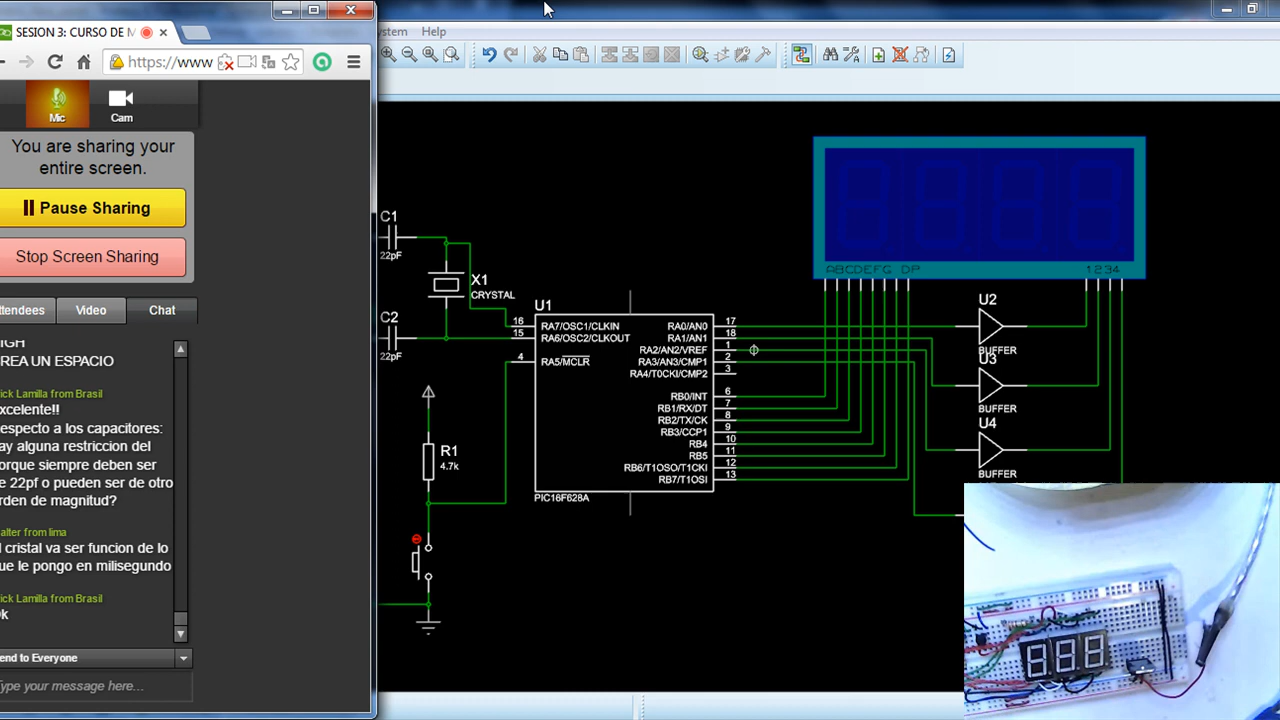 SESION 3: CURSO DE M
https://www
Mic
Cam
You are sharing your
entire screen.
Pause Sharing
Stop Screen Sharing
ttendees
Video
Chat
REA UN ESPACIO
ick Lamilla from Brasil
xcelente!!
especto a los capacitores:
ay alguna restriccion del
orque siempre deben ser
e 22pf o pueden ser de otro
rden de magnitud?
alter from lima
l cristal va ser funcion de lo
ue le pongo en milisegundo
ick Lamilla from Brasil
k
end to Everyone
Type your message here...
stem
Help
C1
22pF
C2
22pF
X1
CRYSTAL
R1
4.7k
U1
16 RA7/OSC1/CLKIN
15 RA6/OSC2/CLKOUT
4 RA5/MCLR
RA0/AN0 17
RA1/AN1 18
RA2/AN2/VREF 1
RA3/AN3/CMP1 2
RA4/T0CKI/CMP2 3
RB0/INT 6
RB1/RX/DT 7
RB2/TX/CK 8
RB3/CCP1 9
RB4 10
RB5 11
RB6/T1OSO/T1CKI 12
RB7/T1OSI 13
PIC16F628A
ABCDEFG DP
1234
U2
BUFFER
U3
BUFFER
U4
BUFFER